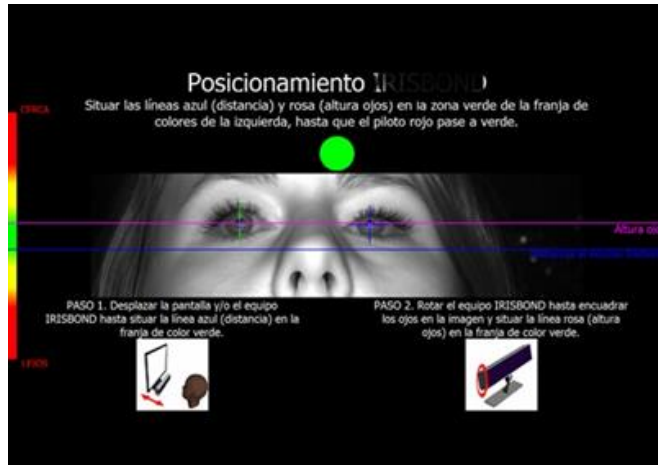 Posicionamiento IRISBOND
Situar las líneas azul (distancia) y rosa (altura ojos) en la zona verde de la franja de
colores de la izquierda, hasta que el piloto rojo pase a verde.
CERCA
Altura ojo
PASO 1. Desplazar la pantalla y/o el equipo
IRISBOND hasta situar la línea azul (distancia) en la
franja de color verde.
PASO 2. Rotar el equipo IRISBOND hasta encuadrar
los ojos en la imagen y situar la línea rosa (altura
ojos) en la franja de color verde.
LEJOS